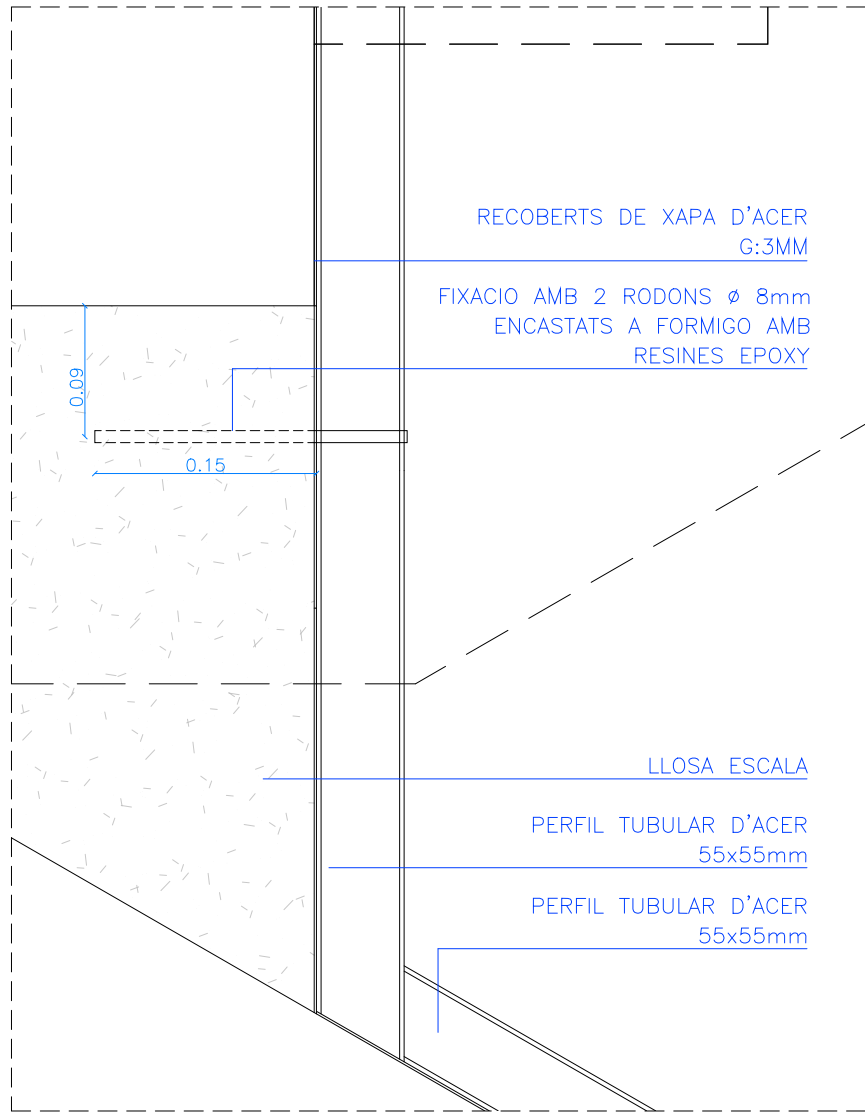 RECOBERTS DE XAPA D'ACER
G:3MM
FIXACIO AMB 2 RODONS ø 8mm
ENCASTATS A FORMIGO AMB
RESINES EPOXY
0.09
0.15
LLOSA ESCALA
PERFIL TUBULAR D'ACER
55x55mm
PERFIL TUBULAR D'ACER
55x55mm